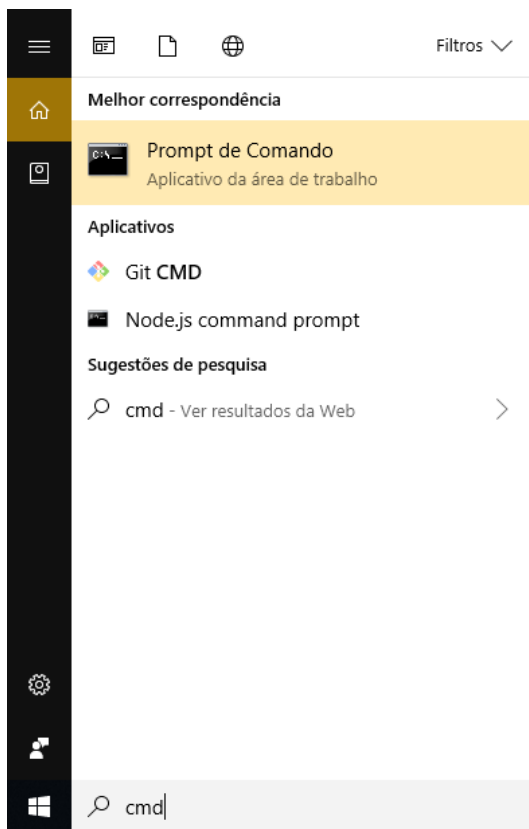 Filtros
Melhor correspondência
C:\_
Prompt de Comando
Aplicativo da área de trabalho
Aplicativos
Git CMD
Node.js command prompt
Sugestões de pesquisa
cmd - Ver resultados da Web
cmd